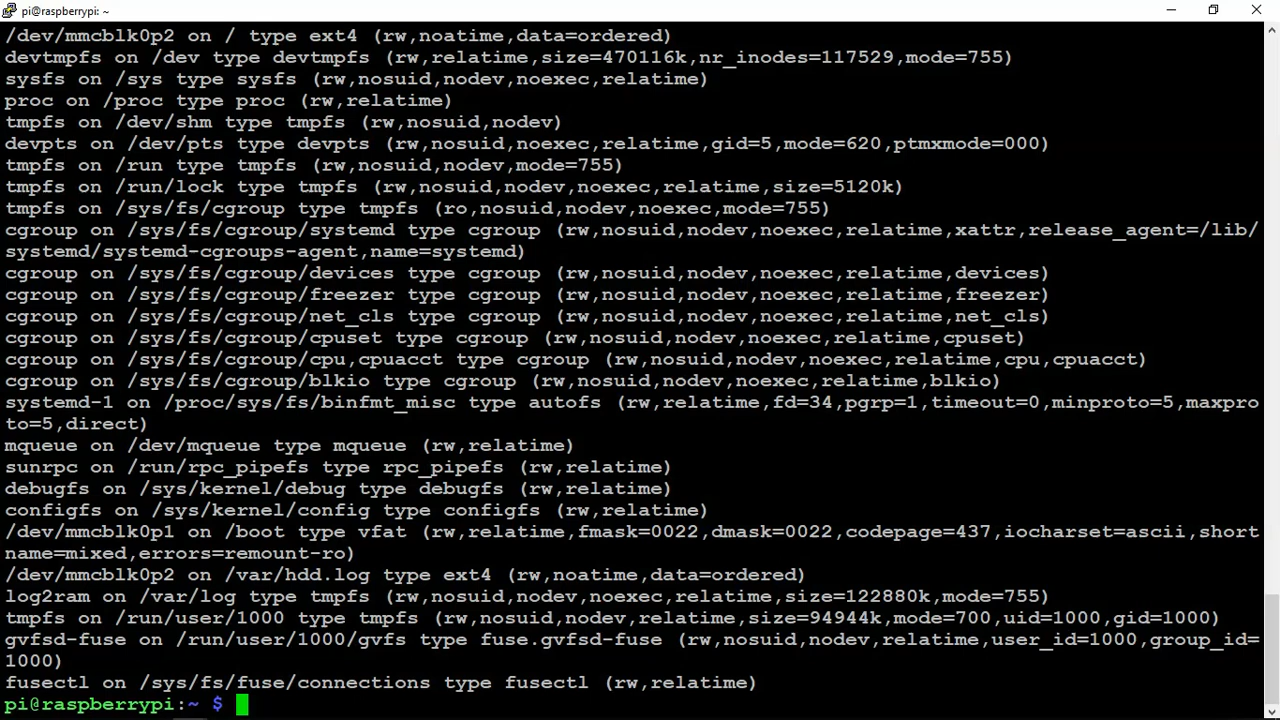 pi@raspberrypi: ~
/dev/mmcblk0p2 on / type ext4 (rw,noatime,data=ordered)
devtmpfs on /dev type devtmpfs (rw,relatime,size=470116k,nr_inodes=117529,mode=755)
sysfs on /sys type sysfs (rw,nosuid,nodev,noexec,relatime)
proc on /proc type proc (rw,relatime)
tmpfs on /dev/shm type tmpfs (rw,nosuid,nodev)
devpts on /dev/pts type devpts (rw,nosuid,noexec,relatime,gid=5,mode=620,ptmxmode=000)
tmpfs on /run type tmpfs (rw,nosuid,nodev,mode=755)
tmpfs on /run/lock type tmpfs (rw,nosuid,nodev,noexec,relatime,size=5120k)
tmpfs on /sys/fs/cgroup type tmpfs (ro,nosuid,nodev,noexec,mode=755)
cgroup on /sys/fs/cgroup/systemd type cgroup (rw,nosuid,nodev,noexec,relatime,xattr,release_agent=/lib/
systemd/systemd-cgroups-agent,name=systemd)
cgroup on /sys/fs/cgroup/devices type cgroup (rw,nosuid,nodev,noexec,relatime,devices)
cgroup on /sys/fs/cgroup/freezer type cgroup (rw,nosuid,nodev,noexec,relatime,freezer)
cgroup on /sys/fs/cgroup/net_cls type cgroup (rw,nosuid,nodev,noexec,relatime,net_cls)
cgroup on /sys/fs/cgroup/cpuset type cgroup (rw,nosuid,nodev,noexec,relatime,cpuset)
cgroup on /sys/fs/cgroup/cpu,cpuacct type cgroup (rw,nosuid,nodev,noexec,relatime,cpu,cpuacct)
cgroup on /sys/fs/cgroup/blkio type cgroup (rw,nosuid,nodev,noexec,relatime,blkio)
systemd-1 on /proc/sys/fs/binfmt_misc type autofs (rw,relatime,fd=34,pgrp=1,timeout=0,minproto=5,maxpro
to=5,direct)
mqueue on /dev/mqueue type mqueue (rw,relatime)
sunrpc on /run/rpc_pipefs type rpc_pipefs (rw,relatime)
debugfs on /sys/kernel/debug type debugfs (rw,relatime)
configfs on /sys/kernel/config type configfs (rw,relatime)
/dev/mmcblk0p1 on /boot type vfat (rw,relatime,fmask=0022,dmask=0022,codepage=437,iocharset=ascii,short
name=mixed,errors=remount-ro)
/dev/mmcblk0p2 on /var/hdd.log type ext4 (rw,noatime,data=ordered)
log2ram on /var/log type tmpfs (rw,nosuid,nodev,noexec,relatime,size=122880k,mode=755)
tmpfs on /run/user/1000 type tmpfs (rw,nosuid,nodev,relatime,size=94944k,mode=700,uid=1000,gid=1000)
gvfsd-fuse on /run/user/1000/gvfs type fuse.gvfsd-fuse (rw,nosuid,nodev,relatime,user_id=1000,group_id=
1000)
fusectl on /sys/fs/fuse/connections type fusectl (rw,relatime)
pi@raspberrypi:~ $